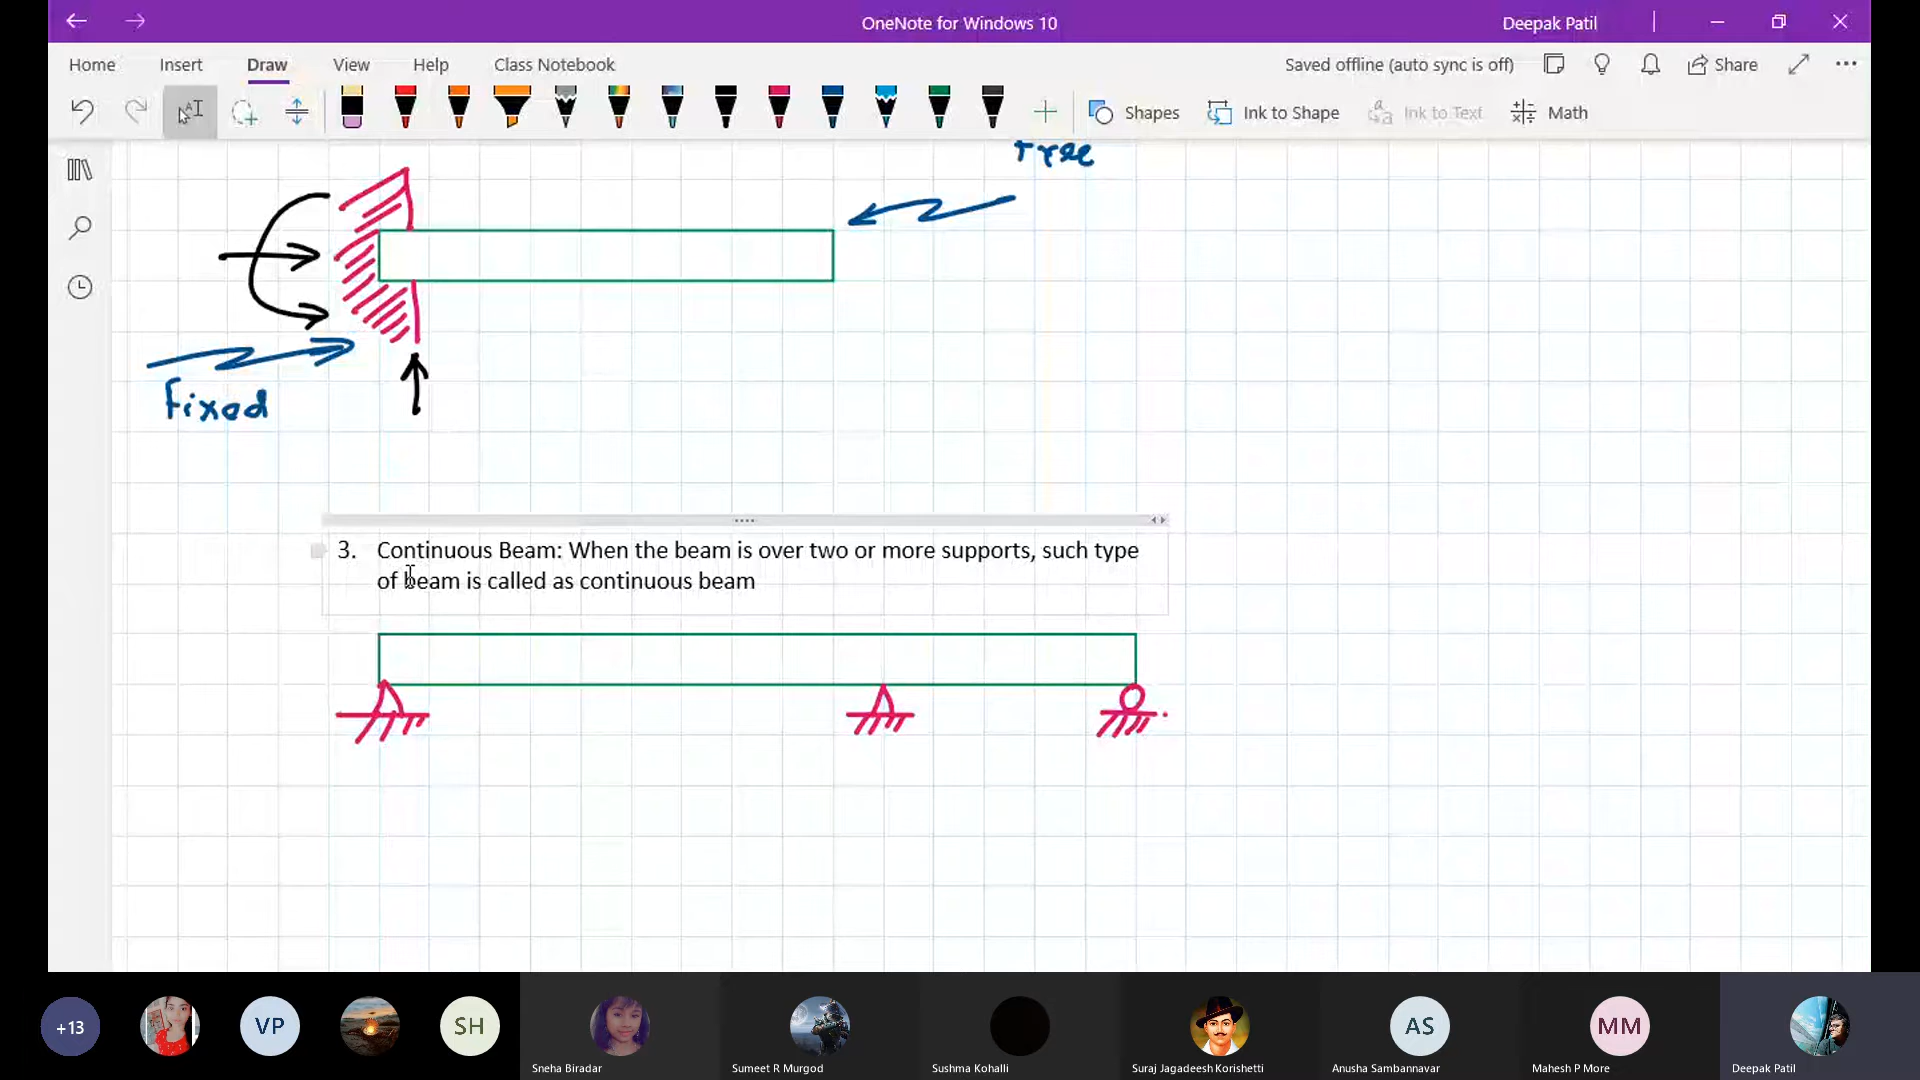 OneNote for Windows 10
Deepak Patil
Home Insert Draw View Help Class Notebook
Saved offline (auto sync is off) Share
Shapes Ink to Shape Ink to Text Math
Free
Fixed
3. Continuous Beam: When the beam is over two or more supports, such type
of beam is called as continuous beam
+13 VP SH AS MM
Sneha Biradar Sumeet R Murgod Sushma Kohalli Suraj Jagadeesh Korishetti Anusha Sambannavar Mahesh P More Deepak Patil